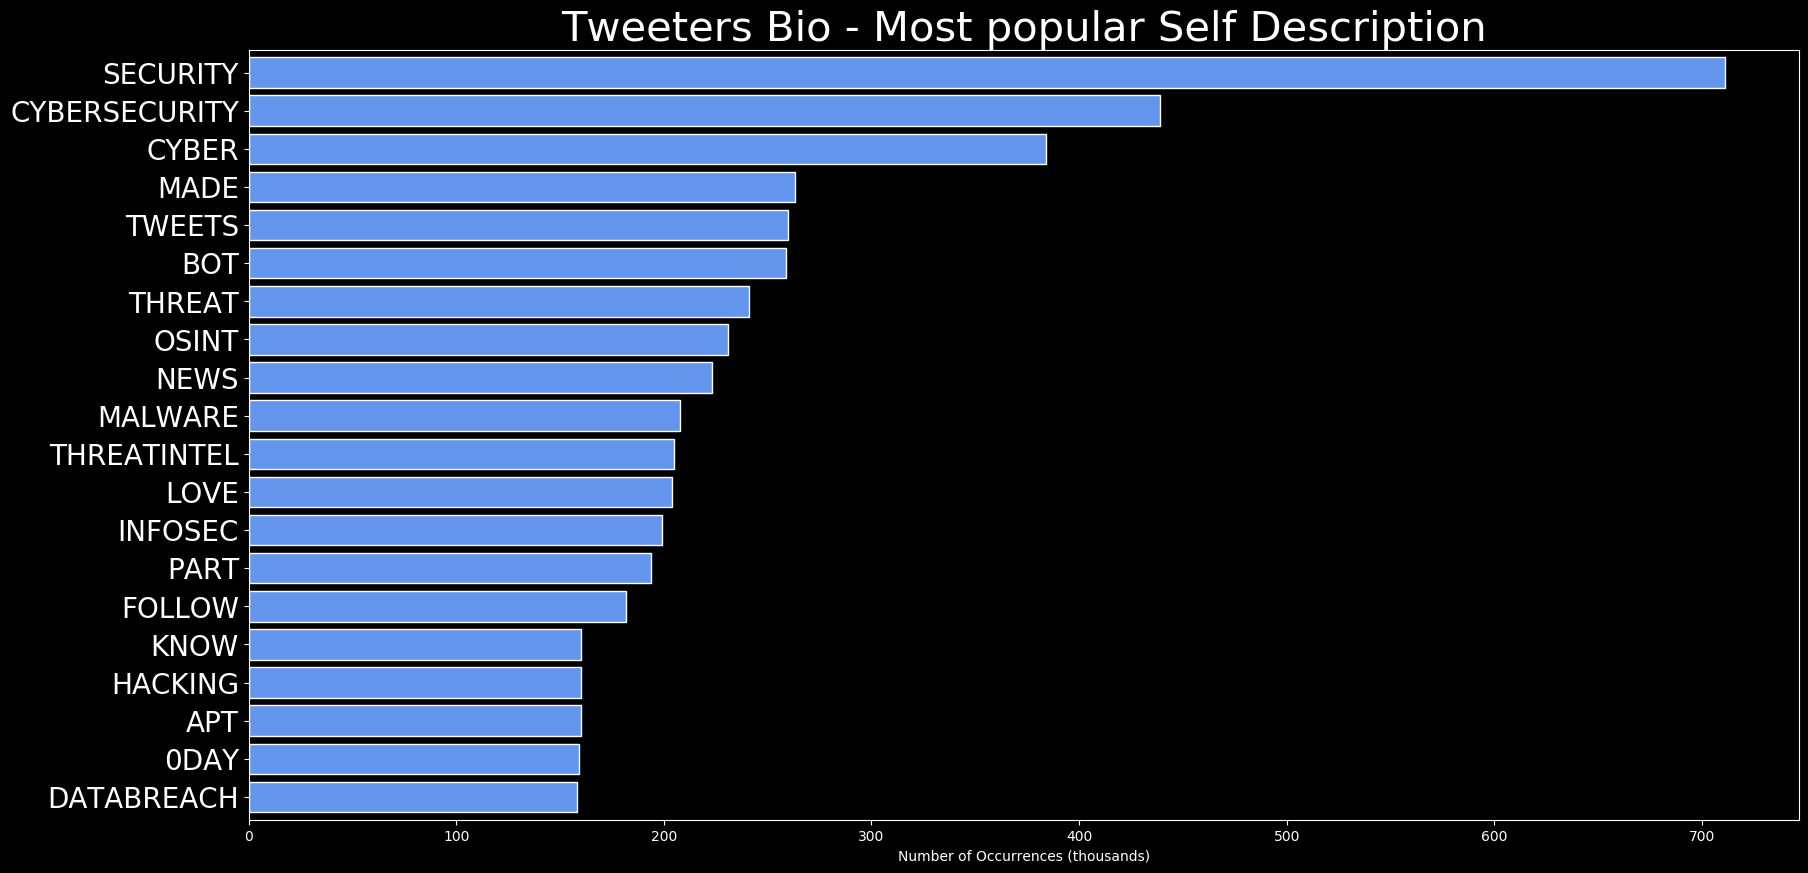 Tweeters Bio - Most popular Self Description
SECURITY
CYBERSECURITY
CYBER
MADE
TWEETS
BOT
THREAT
OSINT
NEWS
MALWARE
THREATINTEL
LOVE
INFOSEC
PART
FOLLOW
KNOW
HACKING
APT
0DAY
DATABREACH
0 100 200 300 400 500 600 700
Number of Occurrences (thousands)